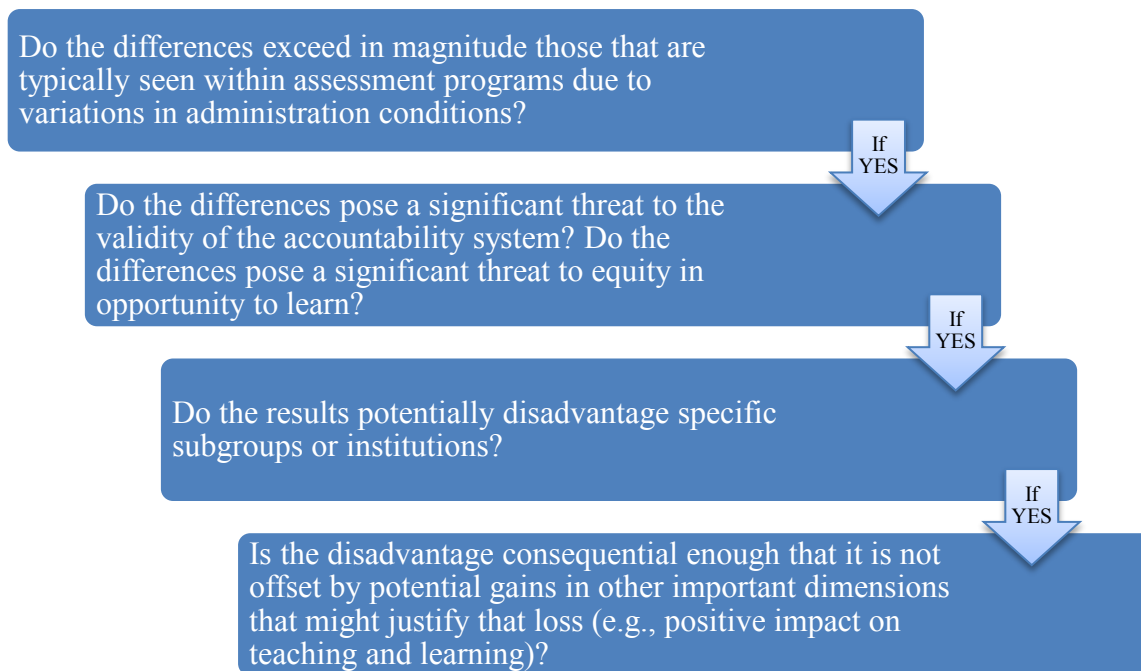 Do the differences exceed in magnitude those that are
typically seen within assessment programs due to
variations in administration conditions?
If
YES
Do the differences pose a significant threat to the
validity of the accountability system? Do the
differences pose a significant threat to equity in
opportunity to learn?
If
YES
Do the results potentially disadvantage specific
subgroups or institutions?
If
YES
Is the disadvantage consequential enough that it is not
offset by potential gains in other important dimensions
that might justify that loss (e.g., positive impact on
teaching and learning)?